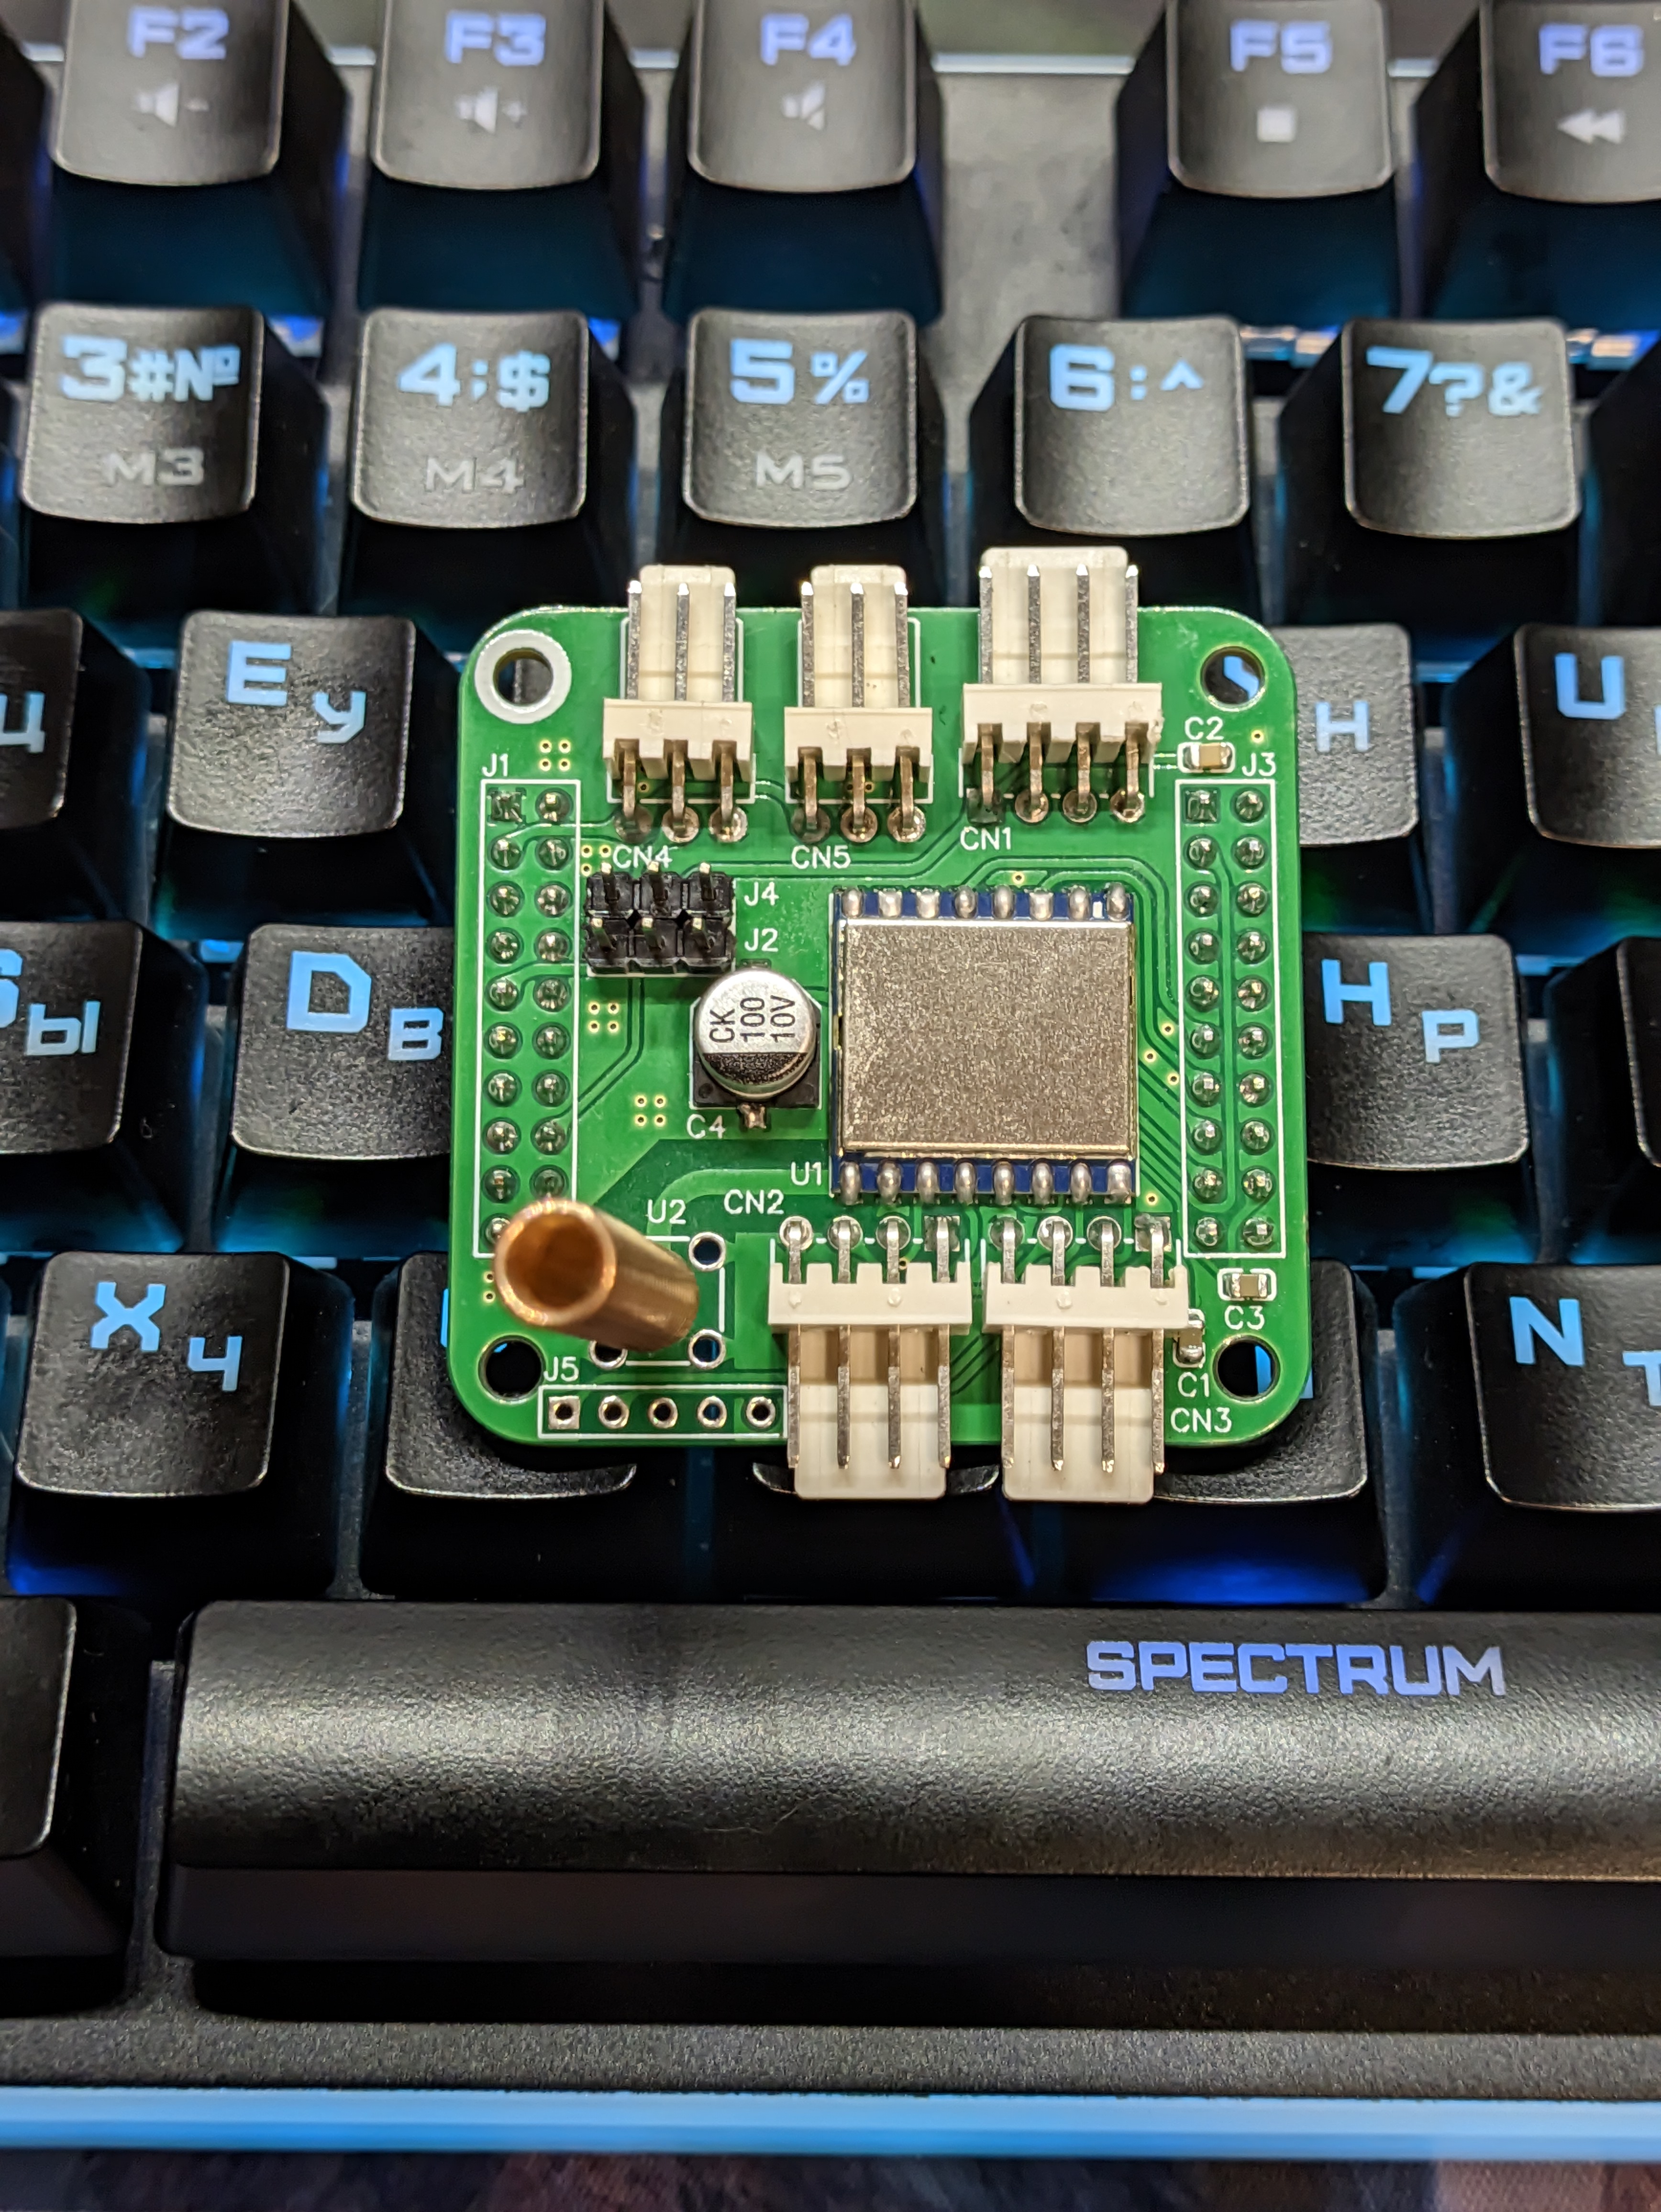 F2 F3 F4 F5 F6
3#№ 4;$ 5% 6:^ 7?&
M3 M4 M5
Ц E У Н U
C2
J1 J3
CN4 CN5 CN1
J4
J2
Ы D В H Р
CK
100
10V
C4
U1
CN2
U2
X Ч N Т
C3
J5
C1
CN3
SPECTRUM